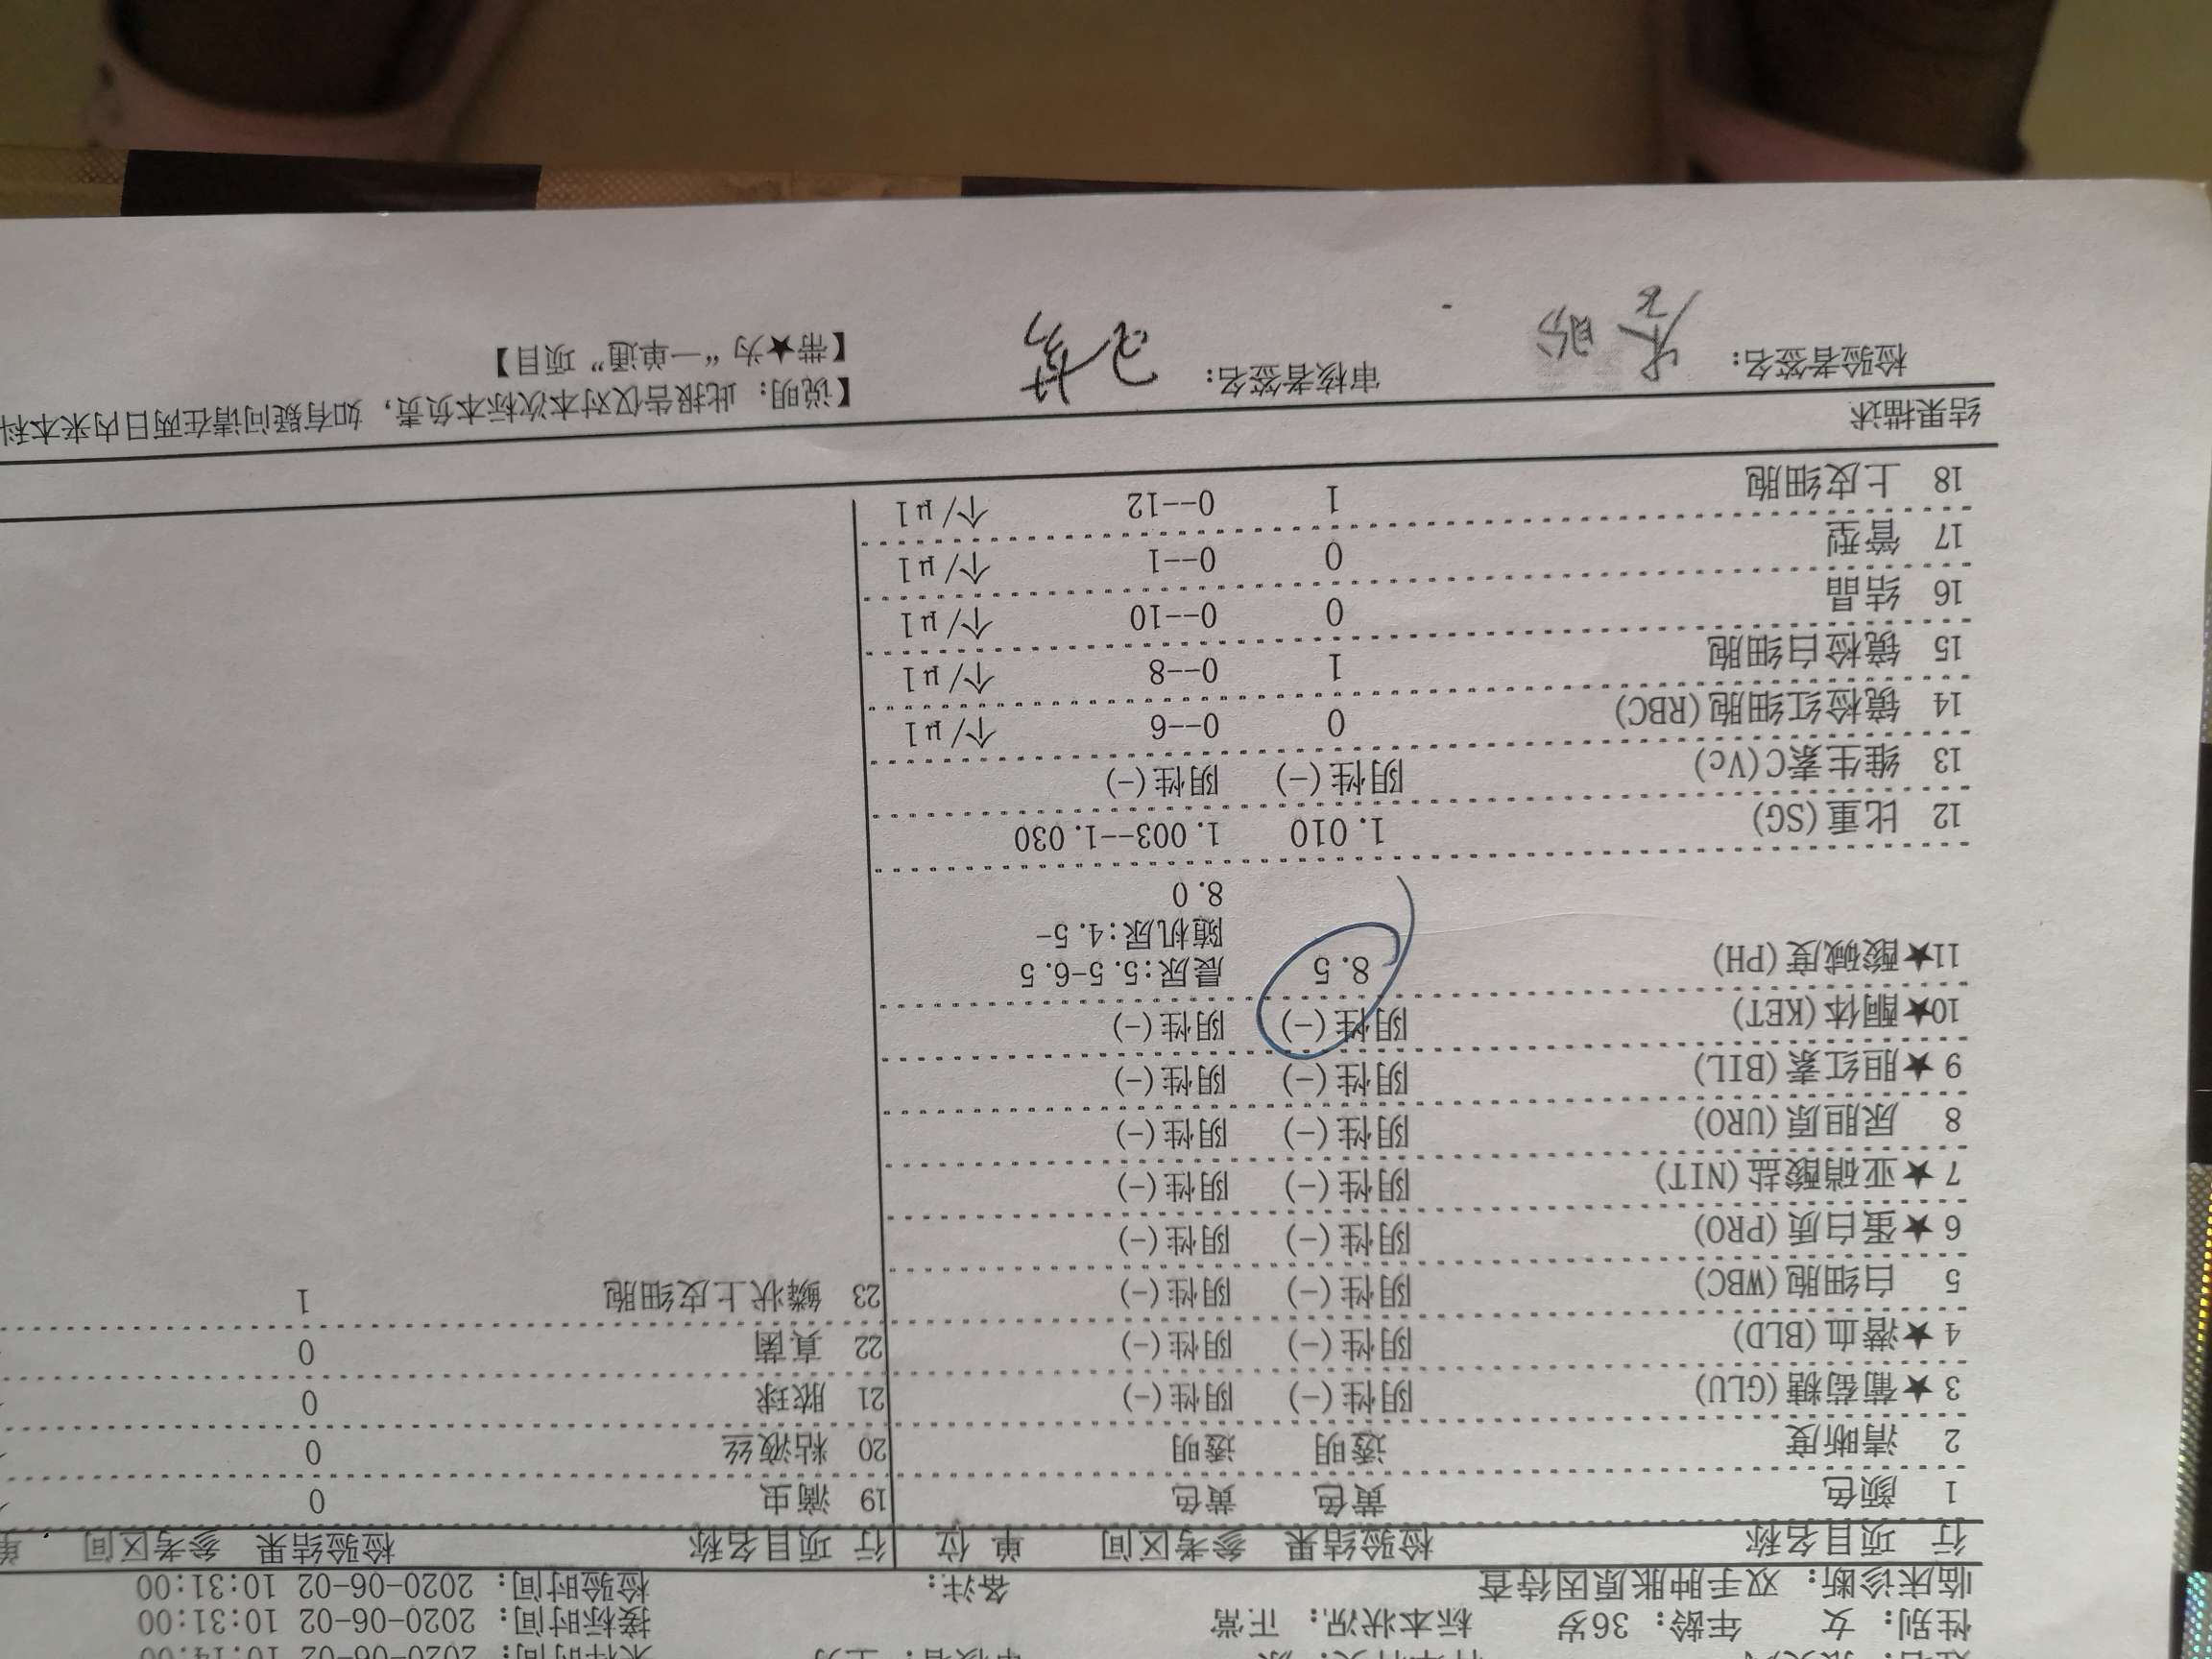 性别：女 年龄：36岁 标本状况：正常 接标时间：2020-06-02 10:31:00
临床诊断：双手肿胀原因待查 备注： 检验时间：2020-06-02 10:31:00
行 项目名称 检验结果 参考区间 单 位 行 项目名称 检验结果 参考区间 单
1 颜色 黄色 黄色 19 滴虫 0
2 清晰度 透明 透明 20 粘液丝 0
3 ★葡萄糖(GLU) 阴性(-) 阴性(-) 21 脓球 0
4 ★潜血(BLD) 阴性(-) 阴性(-) 22 真菌 0
5 白细胞(WBC) 阴性(-) 阴性(-) 23 鳞状上皮细胞 1
6 ★蛋白质(PRO) 阴性(-) 阴性(-)
7 ★亚硝酸盐(NIT) 阴性(-) 阴性(-)
8 尿胆原(URO) 阴性(-) 阴性(-)
9 ★胆红素(BIL) 阴性(-) 阴性(-)
10★酮体(KET) 阴性(-) 阴性(-)
11★酸碱度(PH) 8.5 晨尿:5.5-6.5
随机尿:4.5-
8.0
12 比重(SG) 1.010 1.003--1.030
13 维生素C(Vc) 阴性(-) 阴性(-)
14 镜检红细胞(RBC) 0 0--6 个/μl
15 镜检白细胞 1 0--8 个/μl
16 结晶 0 0--10 个/μl
17 管型 0 0--1 个/μl
18 上皮细胞 1 0--12 个/μl
结果描述
检验者签名： 审核者签名： 【说明：此报告仅对本次标本负责，如有疑问请在两日内来本科
【带★为“一单通”项目】